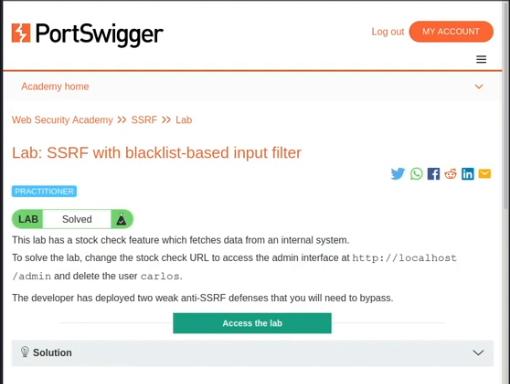 PortSwigger
Log out MY ACCOUNT
Academy home
Web Security Academy >> SSRF >> Lab
Lab: SSRF with blacklist-based input filter
PRACTITIONER
LAB Solved
This lab has a stock check feature which fetches data from an internal system.
To solve the lab, change the stock check URL to access the admin interface at http://localhost
/admin and delete the user carlos.
The developer has deployed two weak anti-SSRF defenses that you will need to bypass.
Access the lab
Solution